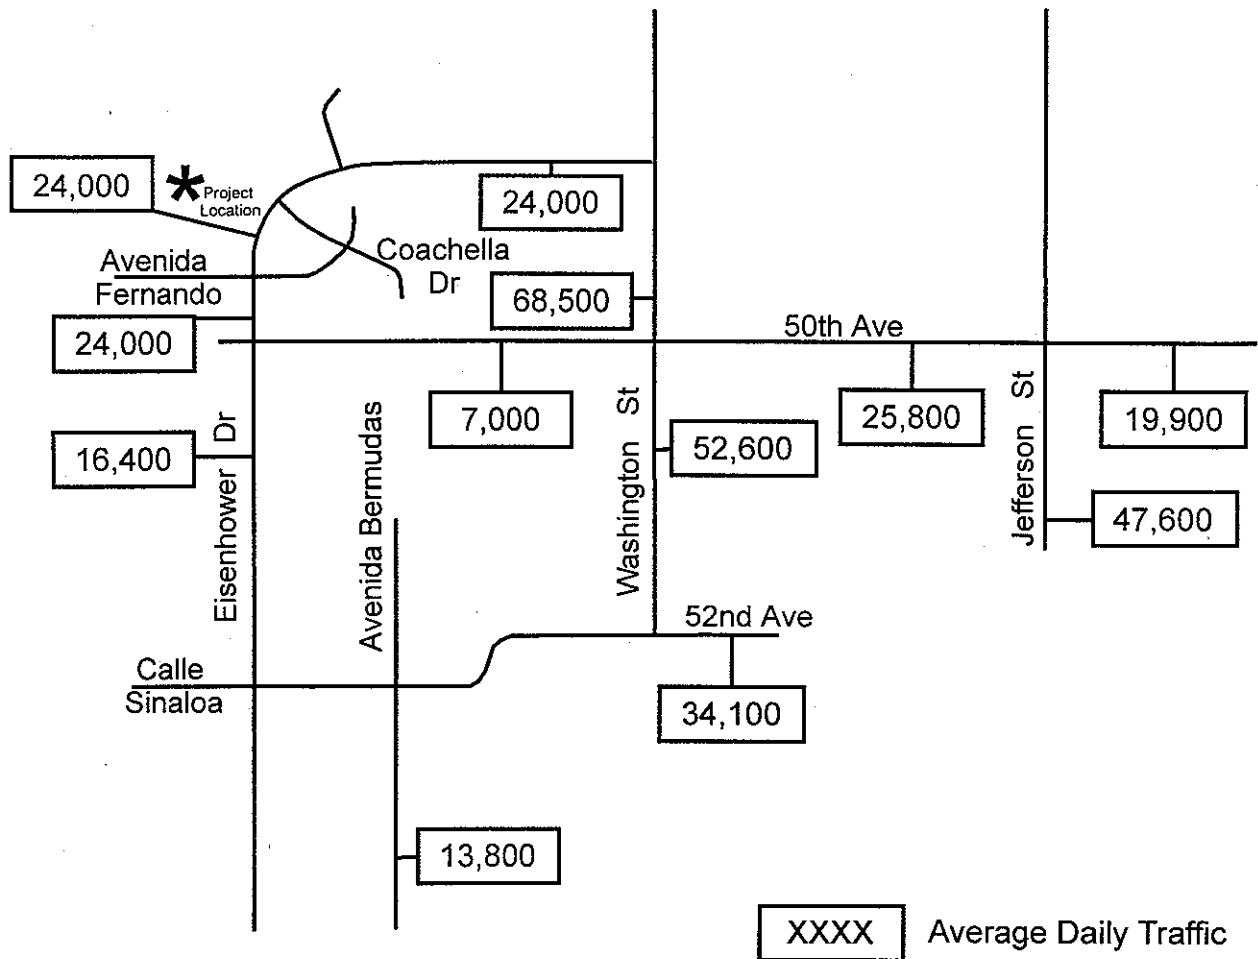 24,000
Project
Location
24,000
Avenida
Fernando
Coachella
Dr
68,500
24,000
50th Ave
7,000
25,800
19,900
16,400
Eisenhower Dr
Avenida Bermudas
Washington St
52,600
Jefferson St
47,600
52nd Ave
Calle
Sinaloa
34,100
13,800
XXXX Average Daily Traffic